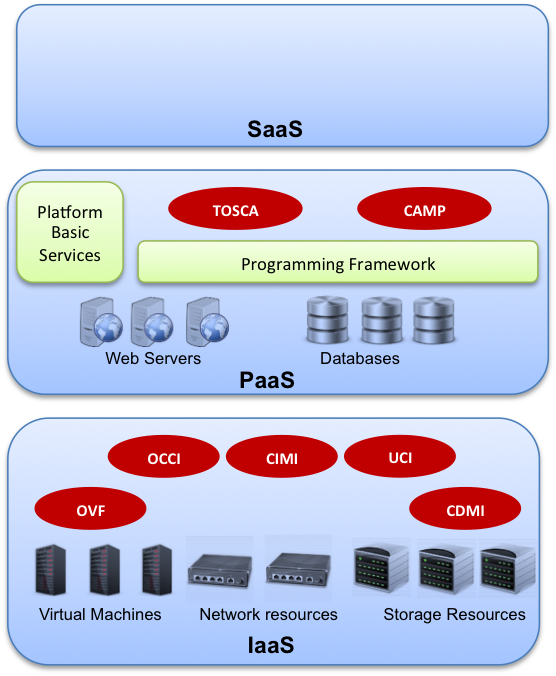 SaaS
Platform
Basic
Services
TOSCA
CAMP
Programming Framework
Web Servers
Databases
PaaS
OCCI
CIMI
UCI
OVF
CDMI
Virtual Machines
Network resources
Storage Resources
IaaS